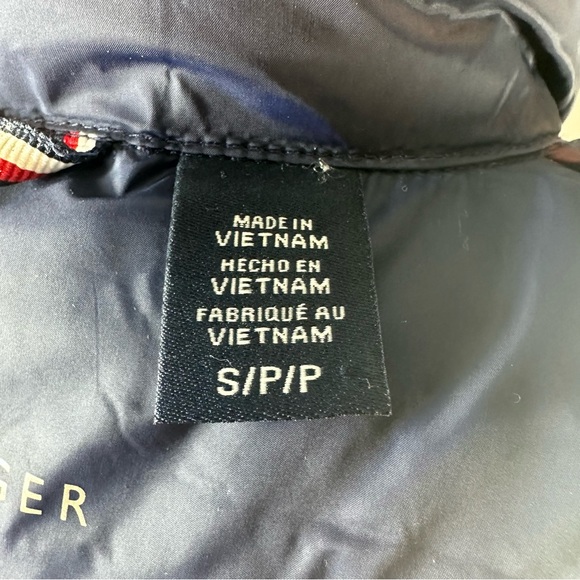 MADE IN
VIETNAM
HECHO EN
VIETNAM
FABRIQUÉ AU
VIETNAM
S/P/P
GER